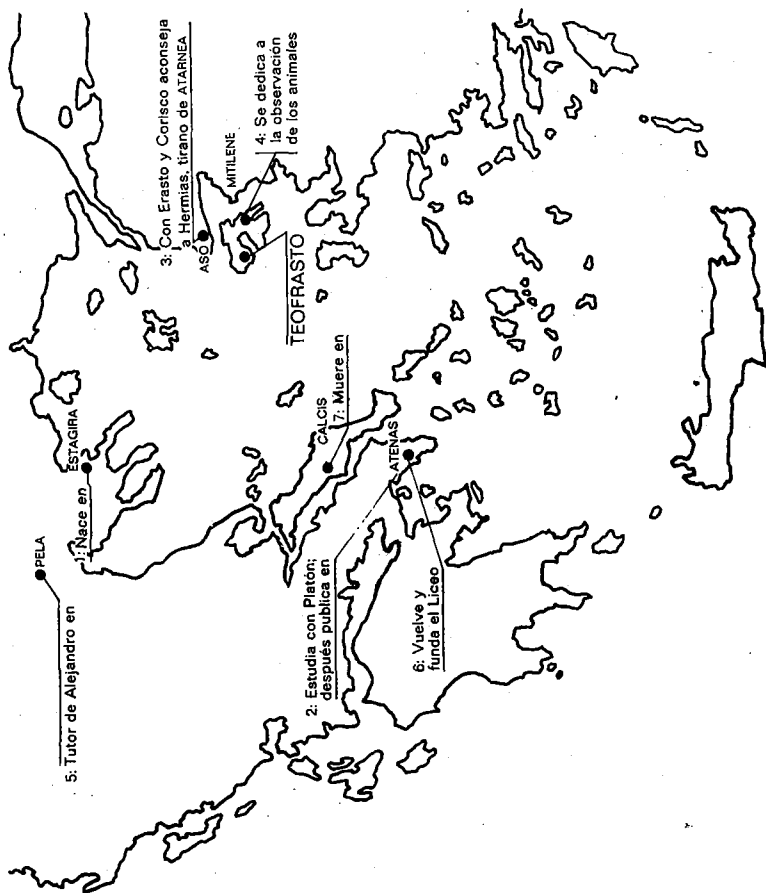 1: Nace en
ESTAGIRA
2: Estudia con Platón;
después publica en
ATENAS
3: Con Erasto y Corisco aconseja
a Hermias, tirano de ATARNEA
ASO
4: Se dedica a
la observación
de los animales
MITILENE
TEOFRASTO
5: Tutor de Alejandro en
PELA
6: Vuelve y
funda el Liceo
7: Muere en
CALCIS